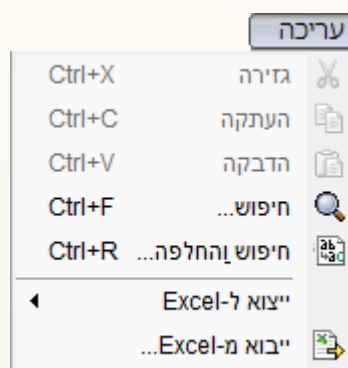 עריכה
גזירה Ctrl+X
העתקה Ctrl+C
הדבקה Ctrl+V
חיפוש... Ctrl+F
חיפוש והחלפה... Ctrl+R
ייצוא ל-Excel
ייבוא מ-Excel...